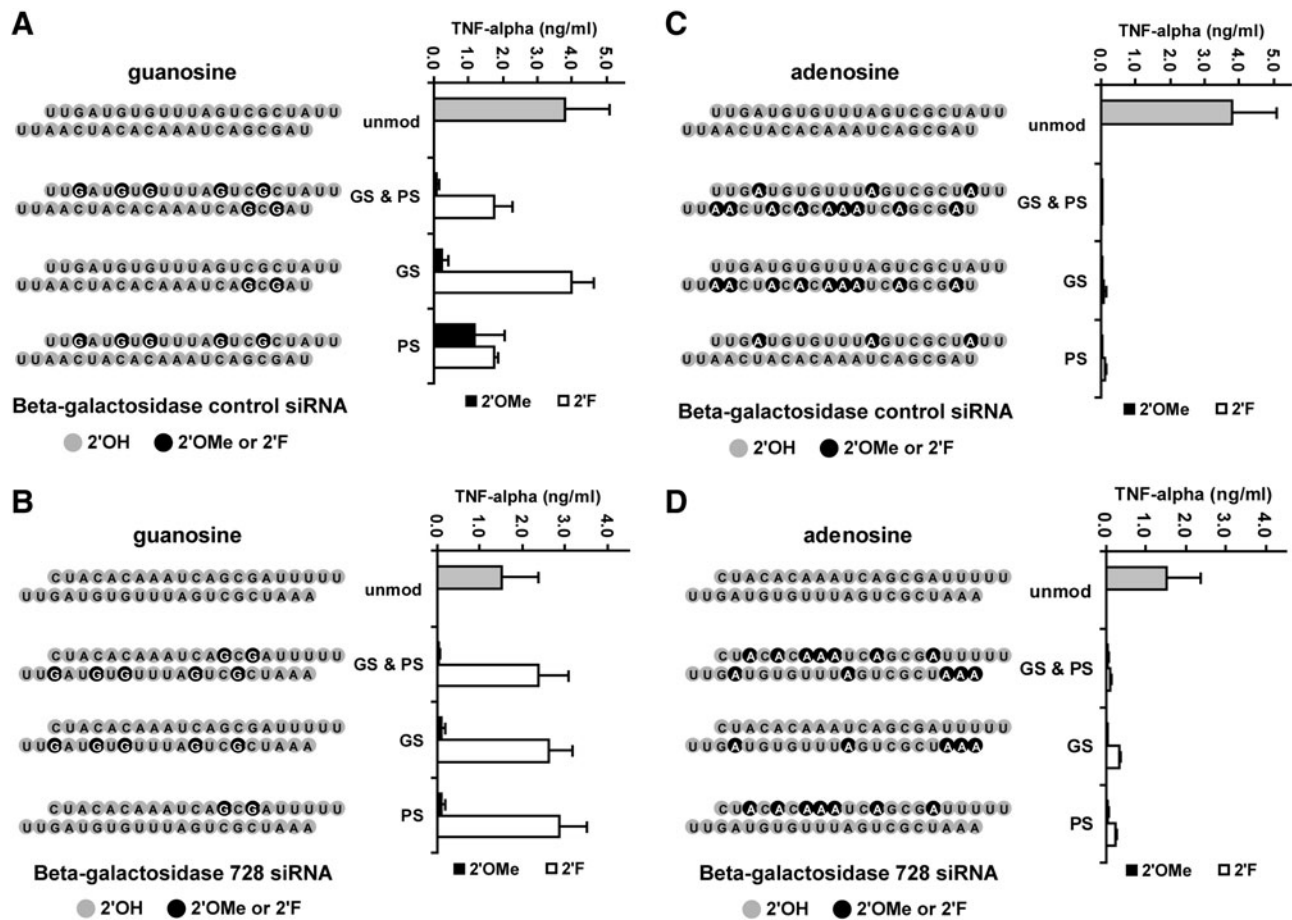 A
TNF-alpha (ng/ml)
0.0 1.0 2.0 3.0 4.0 5.0
guanosine
UUGAUGUGUUUAGUCGCUAUU
UUAACUACACAAAUCAGCGAU
unmod
UUGAUGUGUUUAGUCGCUAUU
UUAACUACACAAAUCAGCGAU
GS & PS
UUGAUGUGUUUAGUCGCUAUU
UUAACUACACAAAUCAGCGAU
GS
UUGAUGUGUUUAGUCGCUAUU
UUAACUACACAAAUCAGCGAU
PS
2'OMe 2'F
Beta-galactosidase control siRNA
2'OH 2'OMe or 2'F
C
TNF-alpha (ng/ml)
0.0 1.0 2.0 3.0 4.0 5.0
adenosine
UUGAUGUGUUUAGUCGCUAUU
UUAACUACACAAAUCAGCGAU
unmod
UUGAUGUGUUUAGUCGCUAUU
UUAACUACACAAAUCAGCGAU
GS & PS
UUGAUGUGUUUAGUCGCUAUU
UUAACUACACAAAUCAGCGAU
GS
UUGAUGUGUUUAGUCGCUAUU
UUAACUACACAAAUCAGCGAU
PS
2'OMe 2'F
Beta-galactosidase control siRNA
2'OH 2'OMe or 2'F
B
TNF-alpha (ng/ml)
0.0 1.0 2.0 3.0 4.0
guanosine
CUACACAAAUCAGCGAUUUUU
UUGAUGUGUUUAGUCGCUAAA
unmod
CUACACAAAUCAGCGAUUUUU
UUGAUGUGUUUAGUCGCUAAA
GS & PS
CUACACAAAUCAGCGAUUUUU
UUGAUGUGUUUAGUCGCUAAA
GS
CUACACAAAUCAGCGAUUUUU
UUGAUGUGUUUAGUCGCUAAA
PS
2'OMe 2'F
Beta-galactosidase 728 siRNA
2'OH 2'OMe or 2'F
D
TNF-alpha (ng/ml)
0.0 1.0 2.0 3.0 4.0
adenosine
CUACACAAAUCAGCGAUUUUU
UUGAUGUGUUUAGUCGCUAAA
unmod
CUACACAAAUCAGCGAUUUUU
UUGAUGUGUUUAGUCGCUAAA
GS & PS
CUACACAAAUCAGCGAUUUUU
UUGAUGUGUUUAGUCGCUAAA
GS
CUACACAAAUCAGCGAUUUUU
UUGAUGUGUUUAGUCGCUAAA
PS
2'OMe 2'F
Beta-galactosidase 728 siRNA
2'OH 2'OMe or 2'F